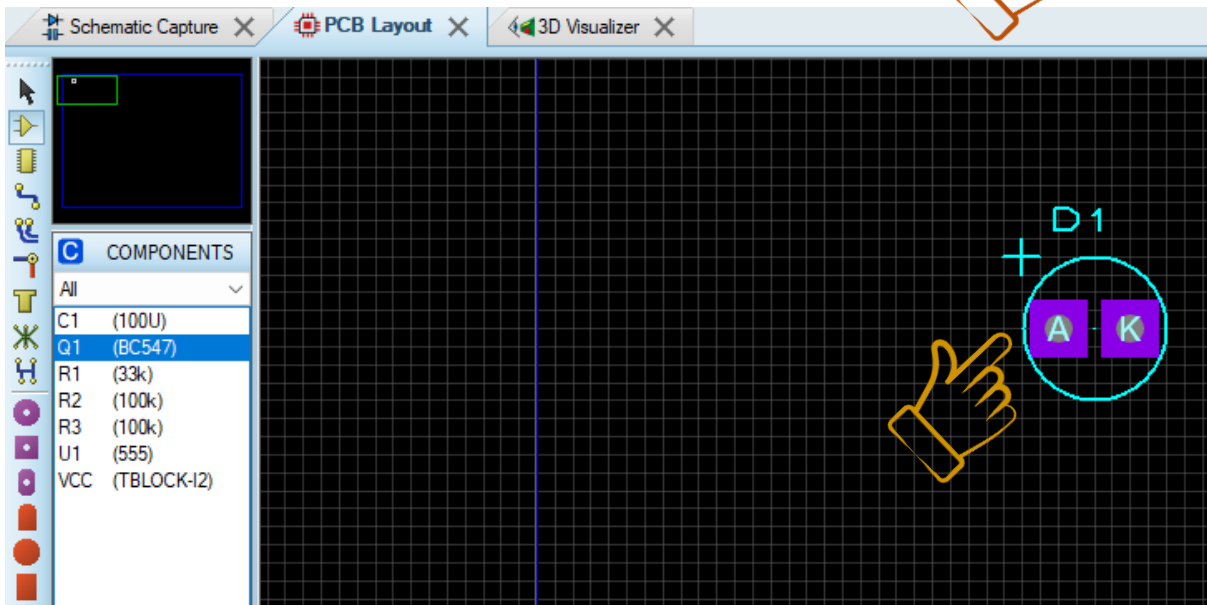 Schematic Capture PCB Layout 3D Visualizer
C COMPONENTS
All
C1 (100U)
Q1 (BC547)
R1 (33k)
R2 (100k)
R3 (100k)
U1 (555)
VCC (TBLOCK-I2)
D1
A K